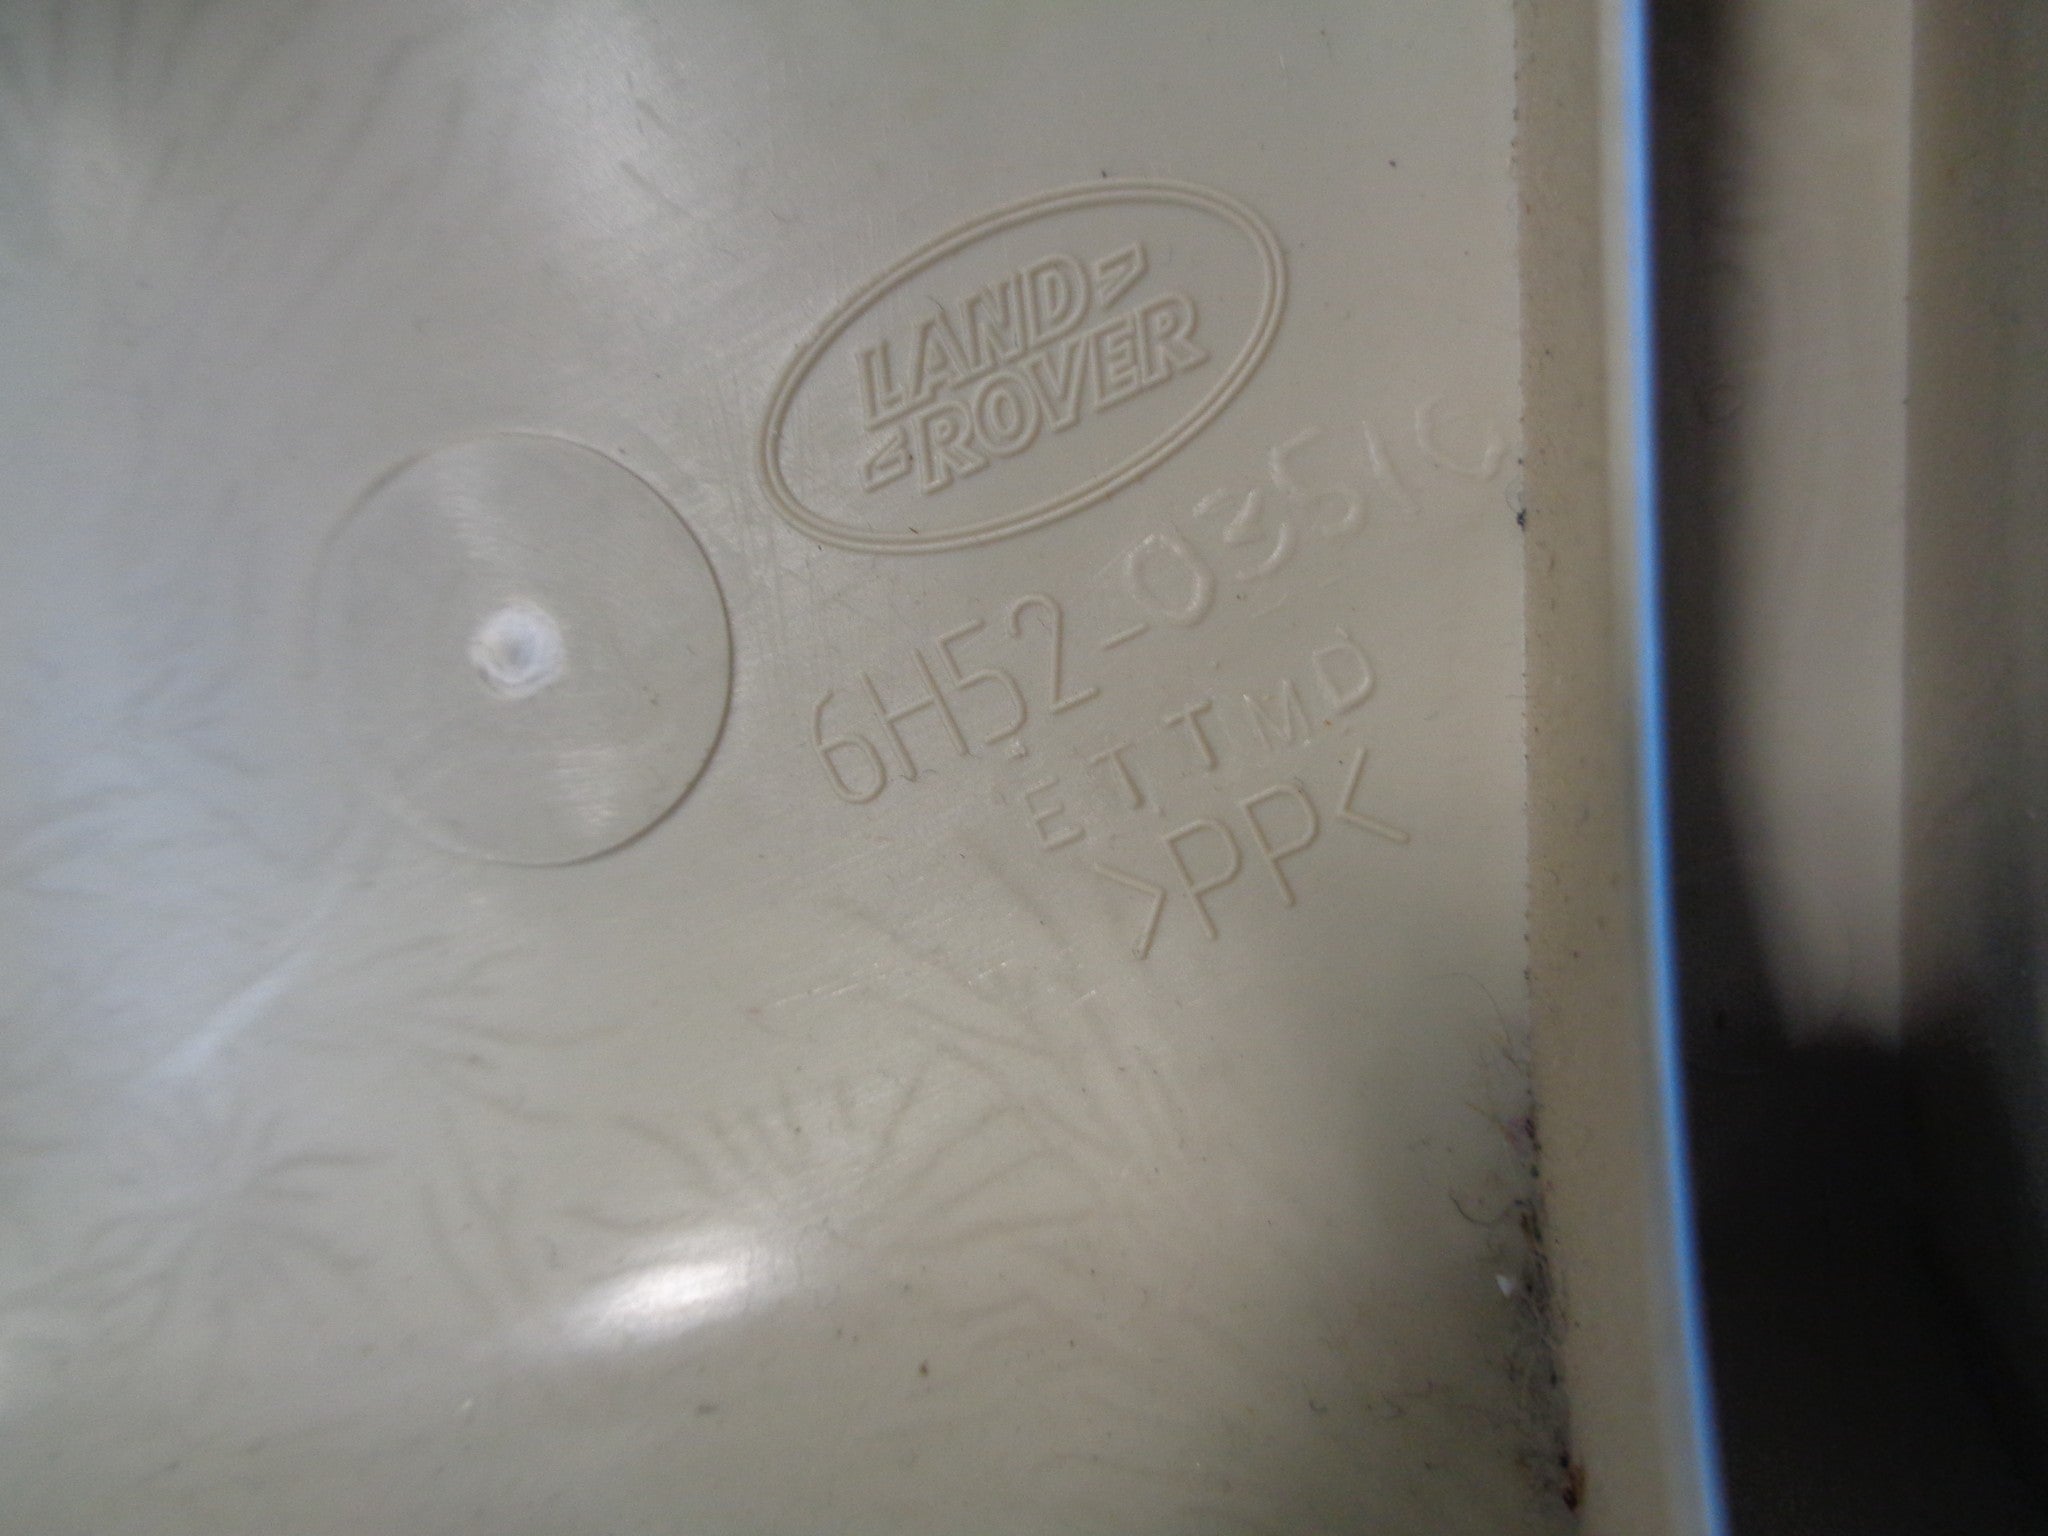 LAND
ROVER
6H52-03510
ETTMD
>PP<